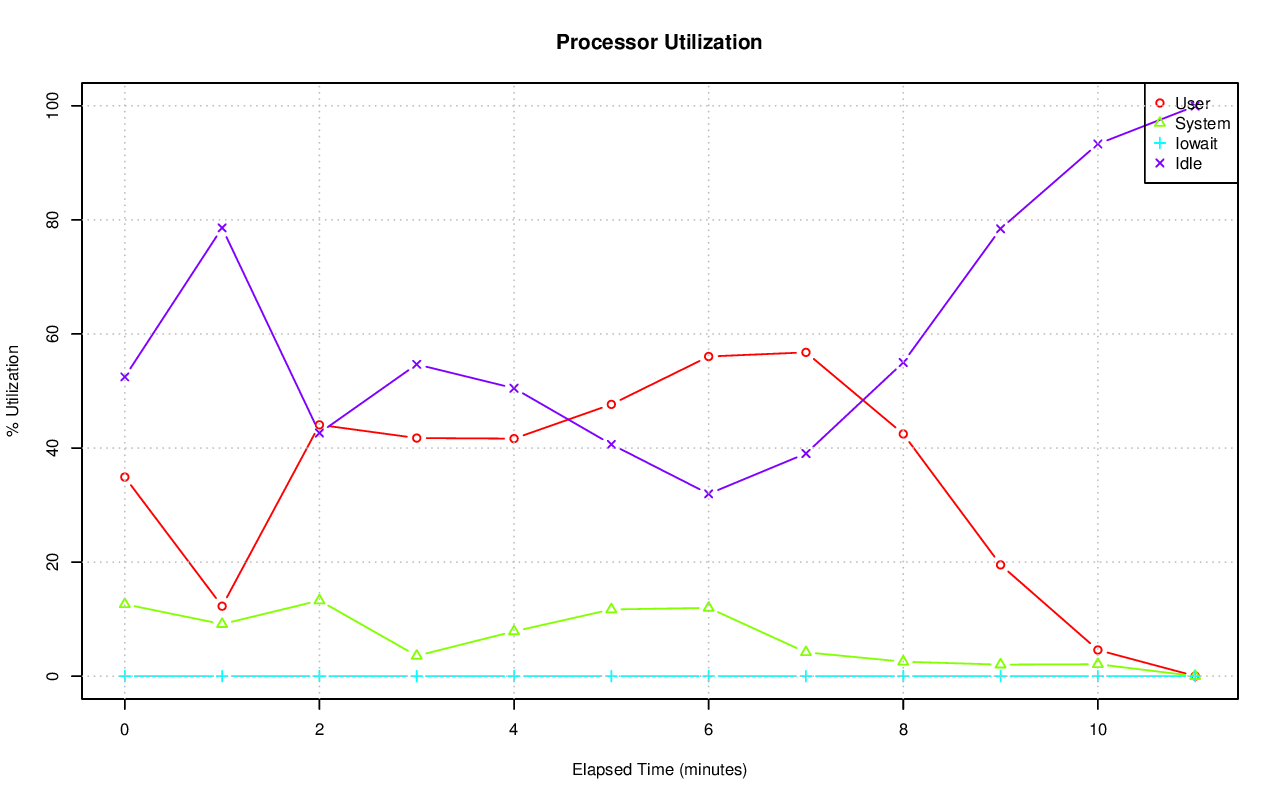 Processor Utilization
% Utilization
100
80
60
40
20
0
User
System
Iowait
Idle
0 2 4 6 8 10
Elapsed Time (minutes)